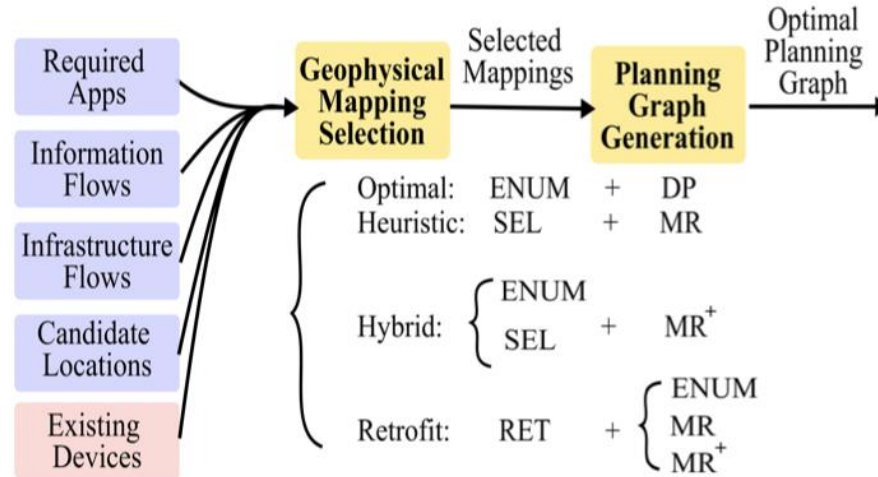 Required
Apps
Information
Flows
Infrastructure
Flows
Candidate
Locations
Existing
Devices
Geophysical
Mapping
Selection
Selected
Mappings
Planning
Graph
Generation
Optimal
Planning
Graph
Optimal: ENUM + DP
Heuristic: SEL + MR
Hybrid: ENUM
SEL + MR+
Retrofit: RET + ENUM
MR
MR+